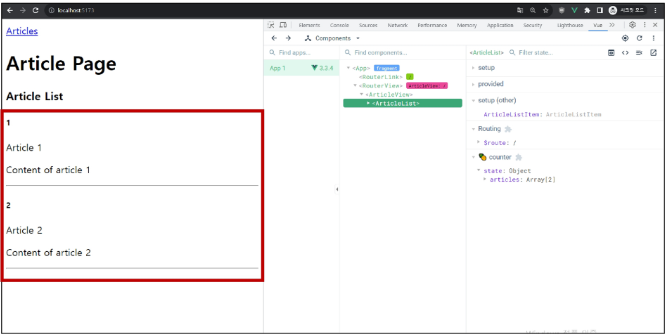 localhost:5173
Elements Console Sources Network Performance Memory Application Security Lighthouse Vue
Components
Find apps...
Find components...
<ArticleList> Filter state...
Articles
App 1 3.3.4
<App> fragment
<RouterLink> /
<RouterView>
<ArticleView>
<ArticleList>
setup
provided
setup (other)
ArticleListItem: ArticleListItem
Routing
$route: /
counter
state: Object
articles: Array[2]
Article Page
Article List
1
Article 1
Content of article 1
2
Article 2
Content of article 2